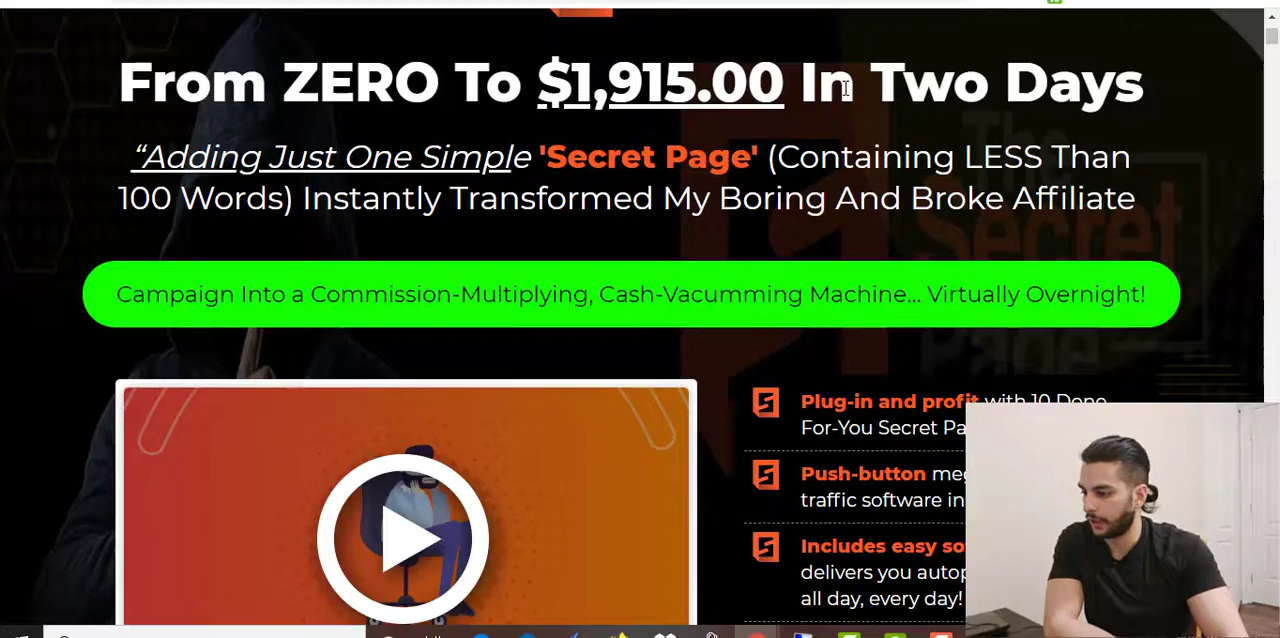 From ZERO To $1,915.00 In Two Days
“Adding Just One Simple 'Secret Page' (Containing LESS Than
100 Words) Instantly Transformed My Boring And Broke Affiliate
Campaign Into a Commission-Multiplying, Cash-Vacumming Machine... Virtually Overnight!
The
Secret
Page
Plug-in and profit with 10 Done
For-You Secret
Push-button
traffic software
Includes easy
delivers you
all day, every day!